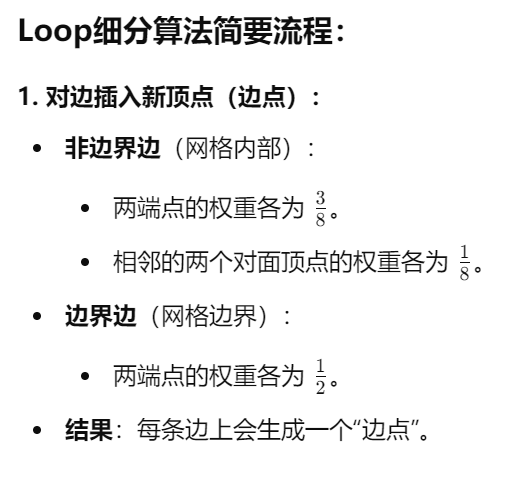 Loop细分算法简要流程：
1. 对边插入新顶点（边点）：
• 非边界边（网格内部）：
• 两端点的权重各为 3/8。
• 相邻的两个对面顶点的权重各为 1/8。
• 边界边（网格边界）：
• 两端点的权重各为 1/2。
• 结果：每条边上会生成一个“边点”。